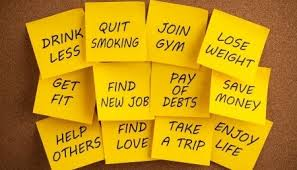 DRINK
LESS
QUIT
SMOKING
JOIN
GYM
LOSE
WEIGHT
GET
FIT
FIND
NEW JOB
PAY
OF
DEBTS
SAVE
MONEY
HELP
OTHERS
FIND
LOVE
TAKE
A TRIP
ENJOY
LIFE